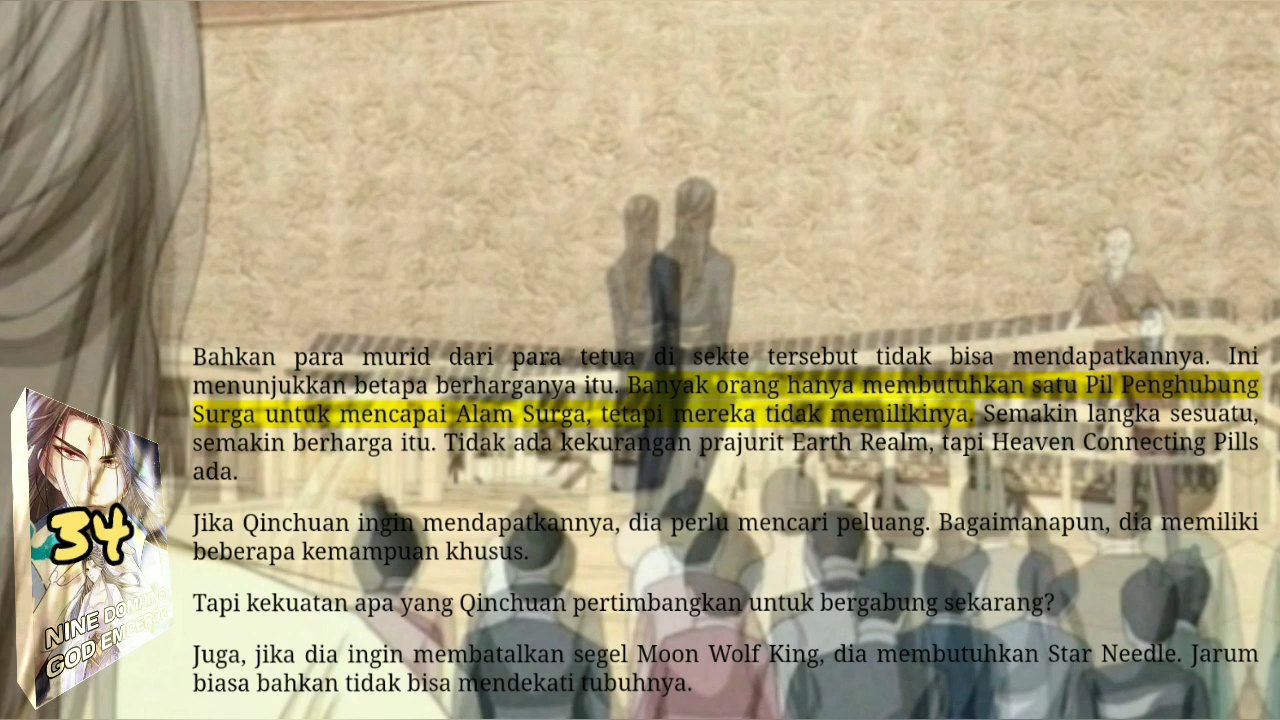 Bahkan para murid dari para tetua di sekte tersebut tidak bisa mendapatkannya. Ini
menunjukkan betapa berharganya itu. Banyak orang hanya membutuhkan satu Pil Penghubung
Surga untuk mencapai Alam Surga, tetapi mereka tidak memilikinya. Semakin langka sesuatu,
semakin berharga itu. Tidak ada kekurangan prajurit Earth Realm, tapi Heaven Connecting Pills
ada.
Jika Qinchuan ingin mendapatkannya, dia perlu mencari peluang. Bagaimanapun, dia memiliki
beberapa kemampuan khusus.
Tapi kekuatan apa yang Qinchuan pertimbangkan untuk bergabung sekarang?
Juga, jika dia ingin membatalkan segel Moon Wolf King, dia membutuhkan Star Needle. Jarum
biasa bahkan tidak bisa mendekati tubuhnya.
34
NINE DOMAINS
GOD EMPEROR